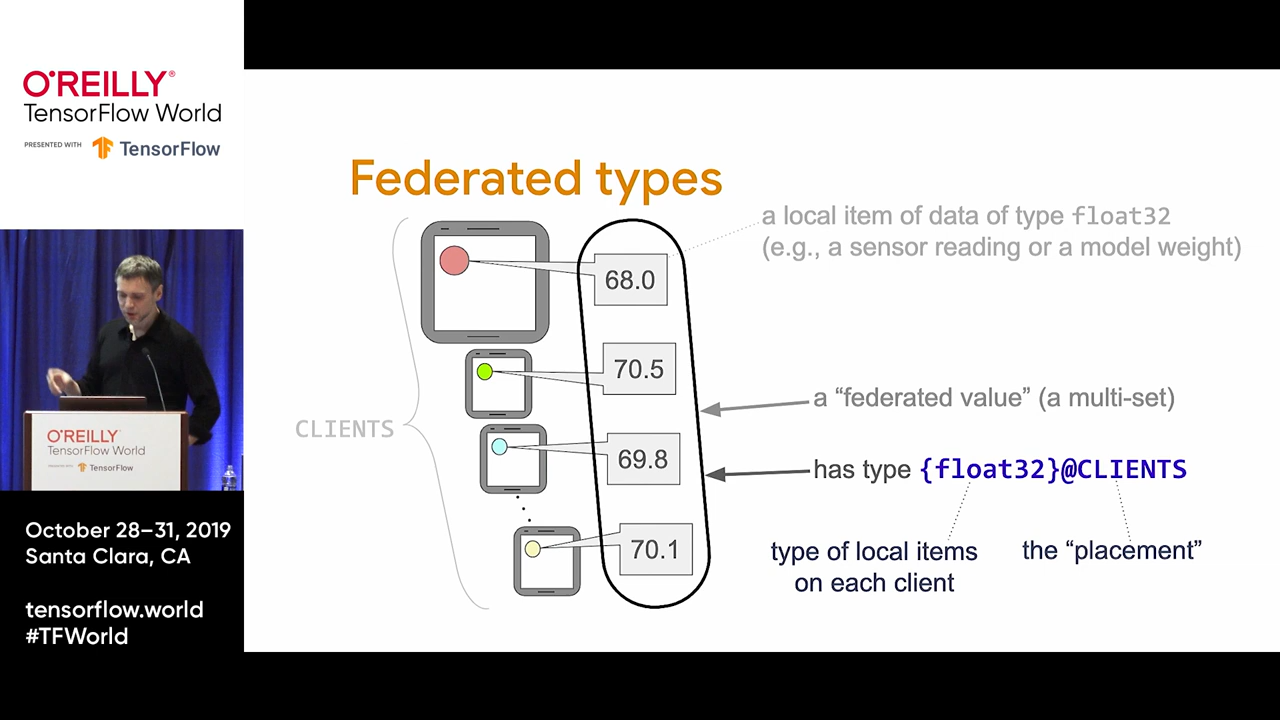 O'REILLY®
TensorFlow World
PRESENTED WITH TensorFlow
O'REILLY
TensorFlow World
PRESENTED WITH TensorFlow
October 28–31, 2019
Santa Clara, CA
tensorflow.world
#TFWorld
Federated types
a local item of data of type float32
(e.g., a sensor reading or a model weight)
68.0
70.5
a “federated value” (a multi-set)
CLIENTS
69.8
has type {float32}@CLIENTS
70.1
type of local items
on each client
the “placement”